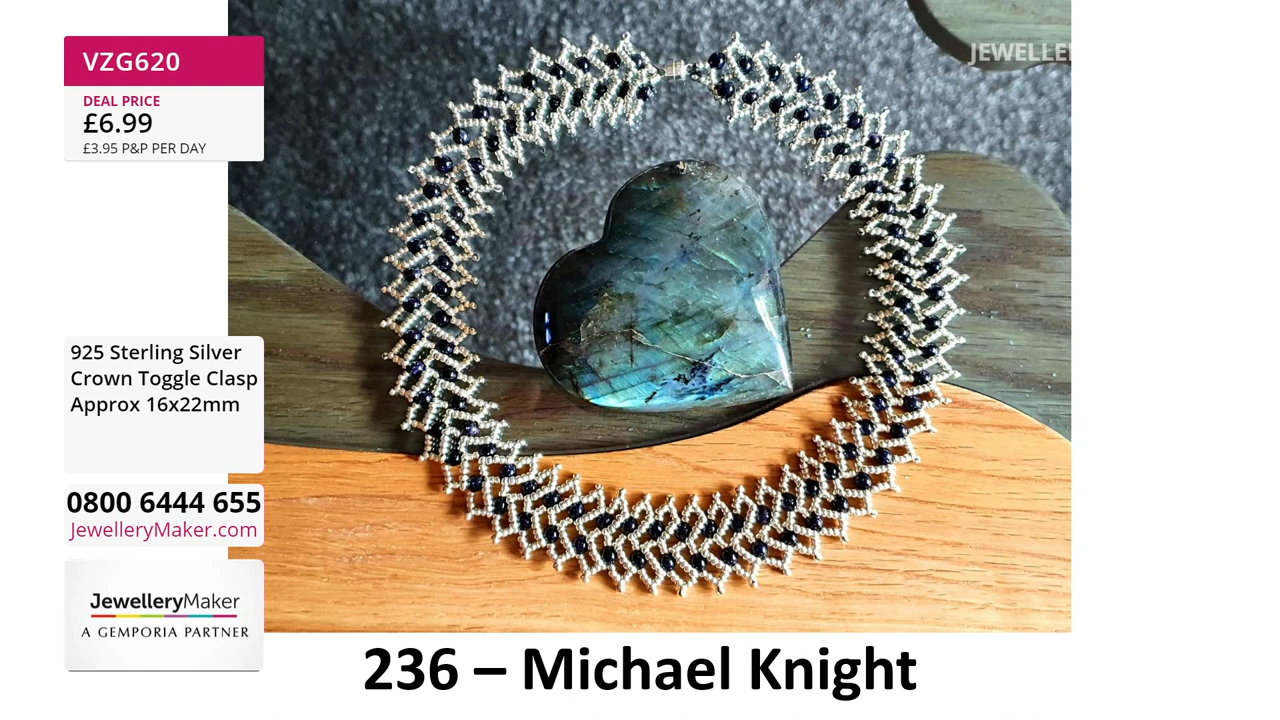 VZG620
DEAL PRICE
£6.99
£3.95 P&P PER DAY
JEWELLE
925 Sterling Silver
Crown Toggle Clasp
Approx 16x22mm
0800 6444 655
JewelleryMaker.com
JewelleryMaker
A GEMPORIA PARTNER
236 – Michael Knight